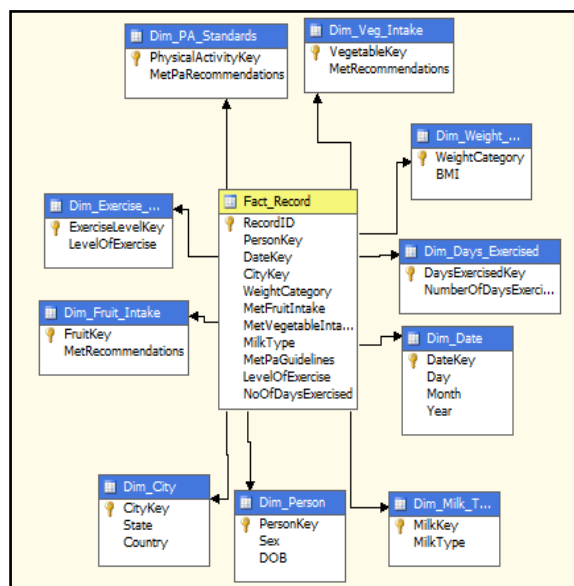 Dim_PA_Standards
PhysicalActivityKey
MetPaRecommendations
Dim_Veg_Intake
VegetableKey
MetRecommendations
Dim_Weight_...
WeightCategory
BMI
Dim_Exercise_...
ExerciseLevelKey
LevelOfExercise
Fact_Record
RecordID
PersonKey
DateKey
CityKey
WeightCategory
MetFruitIntake
MetVegetableInta...
MilkType
MetPaGuidelines
LevelOfExercise
NoOfDaysExercised
Dim_Days_Exercised
DaysExercisedKey
NumberOfDaysExerci...
Dim_Fruit_Intake
FruitKey
MetRecommendations
Dim_Date
DateKey
Day
Month
Year
Dim_City
CityKey
State
Country
Dim_Person
PersonKey
Sex
DOB
Dim_Milk_T...
MilkKey
MilkType